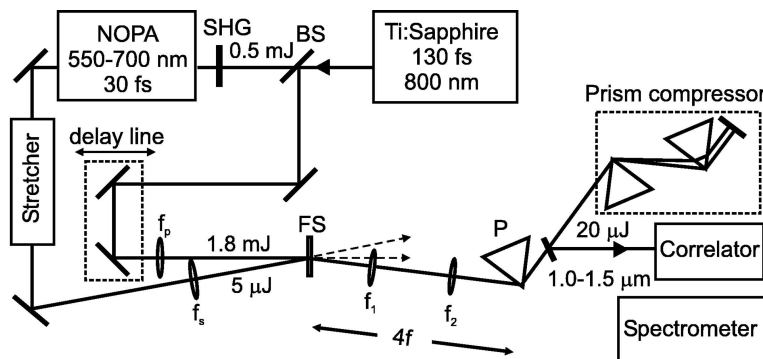 NOPA
550-700 nm
30 fs
SHG
0.5 mJ
BS
Ti:Sapphire
130 fs
800 nm
Prism compressor
delay line
Stretcher
fp
1.8 mJ
FS
P
20 μJ
Correlator
5 μJ
fs
f1
f2
1.0-1.5 μm
4f
Spectrometer